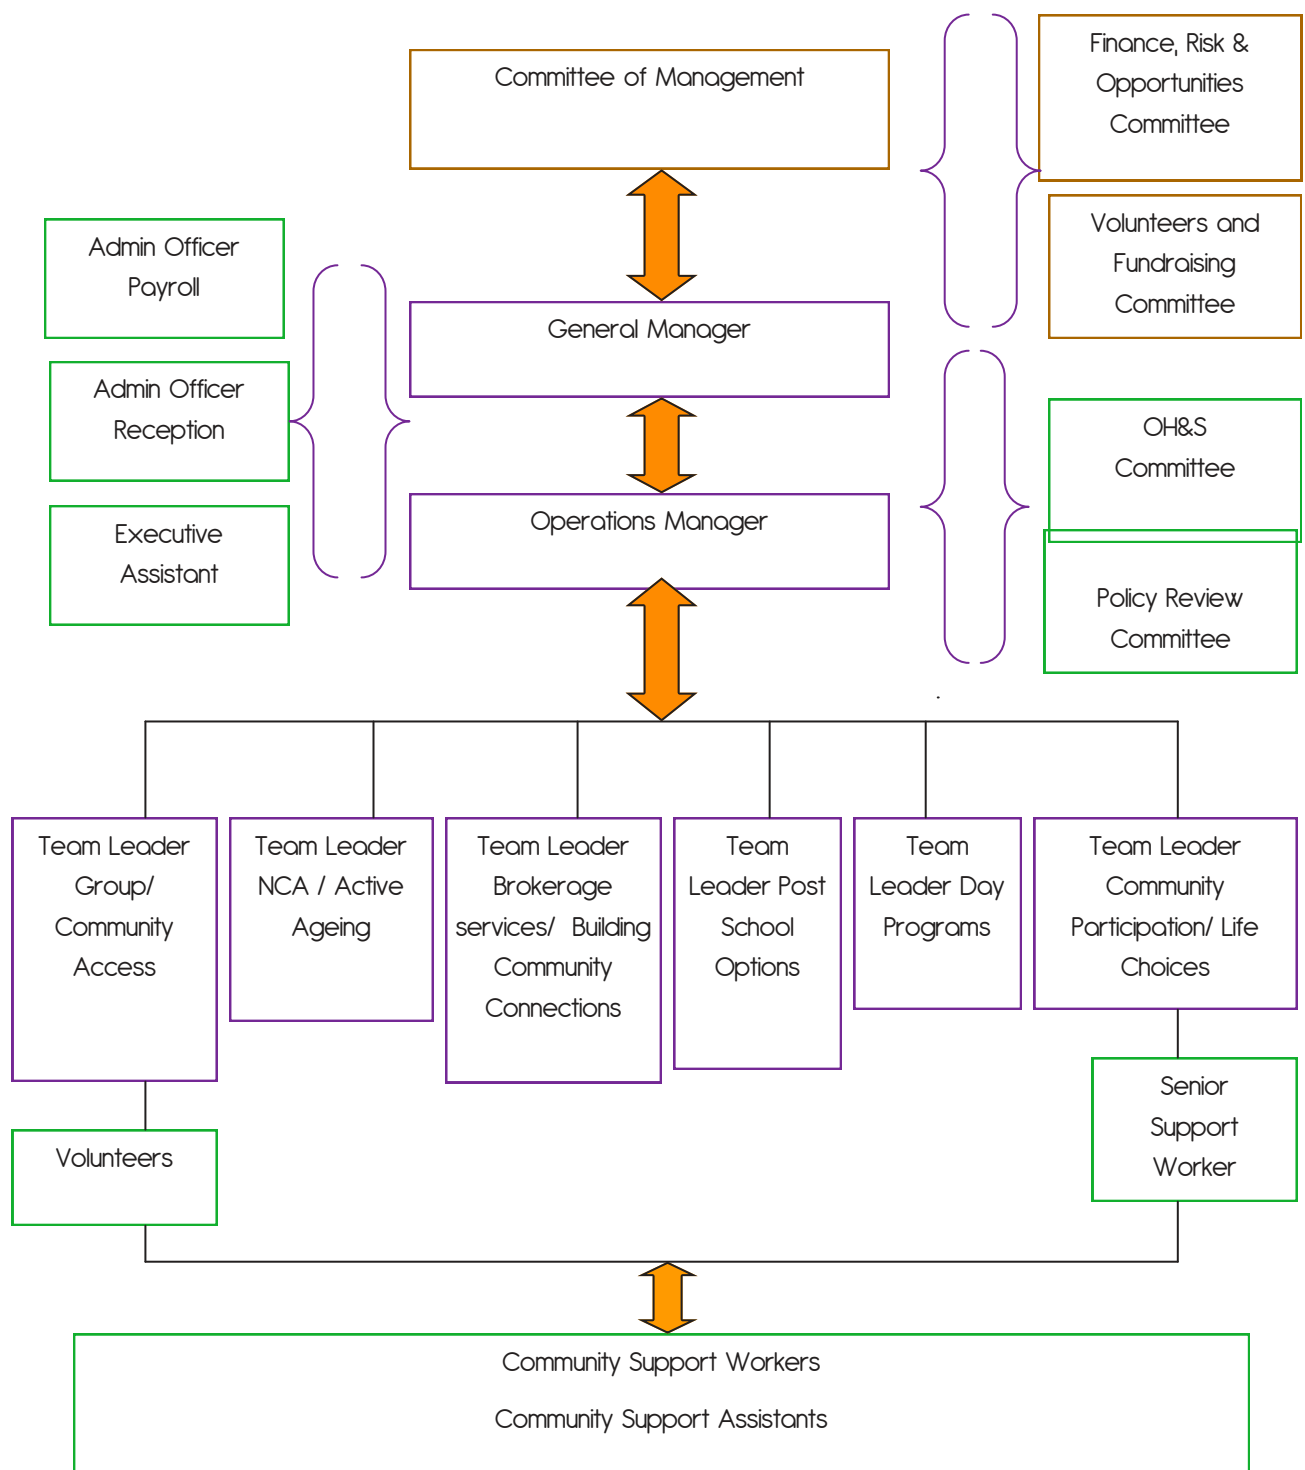 Committee of Management
Finance, Risk &
Opportunities
Committee
Volunteers and
Fundraising
Committee
Admin Officer
Payroll
General Manager
Admin Officer
Reception
OH&S
Committee
Executive
Assistant
Operations Manager
Policy Review
Committee
.
Team Leader
Group/
Community
Access
Team Leader
NCA / Active
Ageing
Team Leader
Brokerage
services/ Building
Community
Connections
Team
Leader Post
School
Options
Team
Leader Day
Programs
Team Leader
Community
Participation/ Life
Choices
Senior
Support
Worker
Volunteers
Community Support Workers
Community Support Assistants